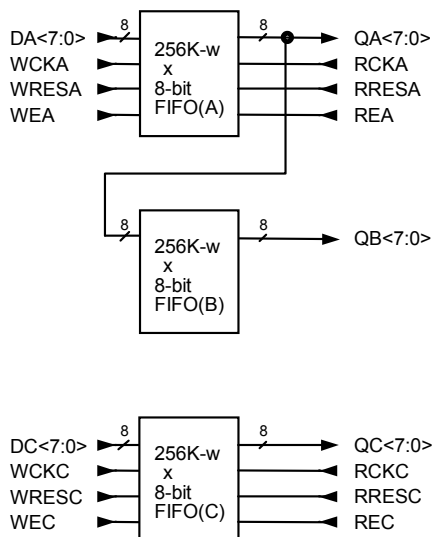 DA<7:0> 8 8 QA<7:0>
WCKA 256K-w RCKA
WRESA x RRESA
8-bit
WEA FIFO(A) REA
8 8 QB<7:0>
256K-w
x
8-bit
FIFO(B)
DC<7:0> 8 8 QC<7:0>
WCKC 256K-w RCKC
x
WRESC 8-bit RRESC
WEC FIFO(C) REC